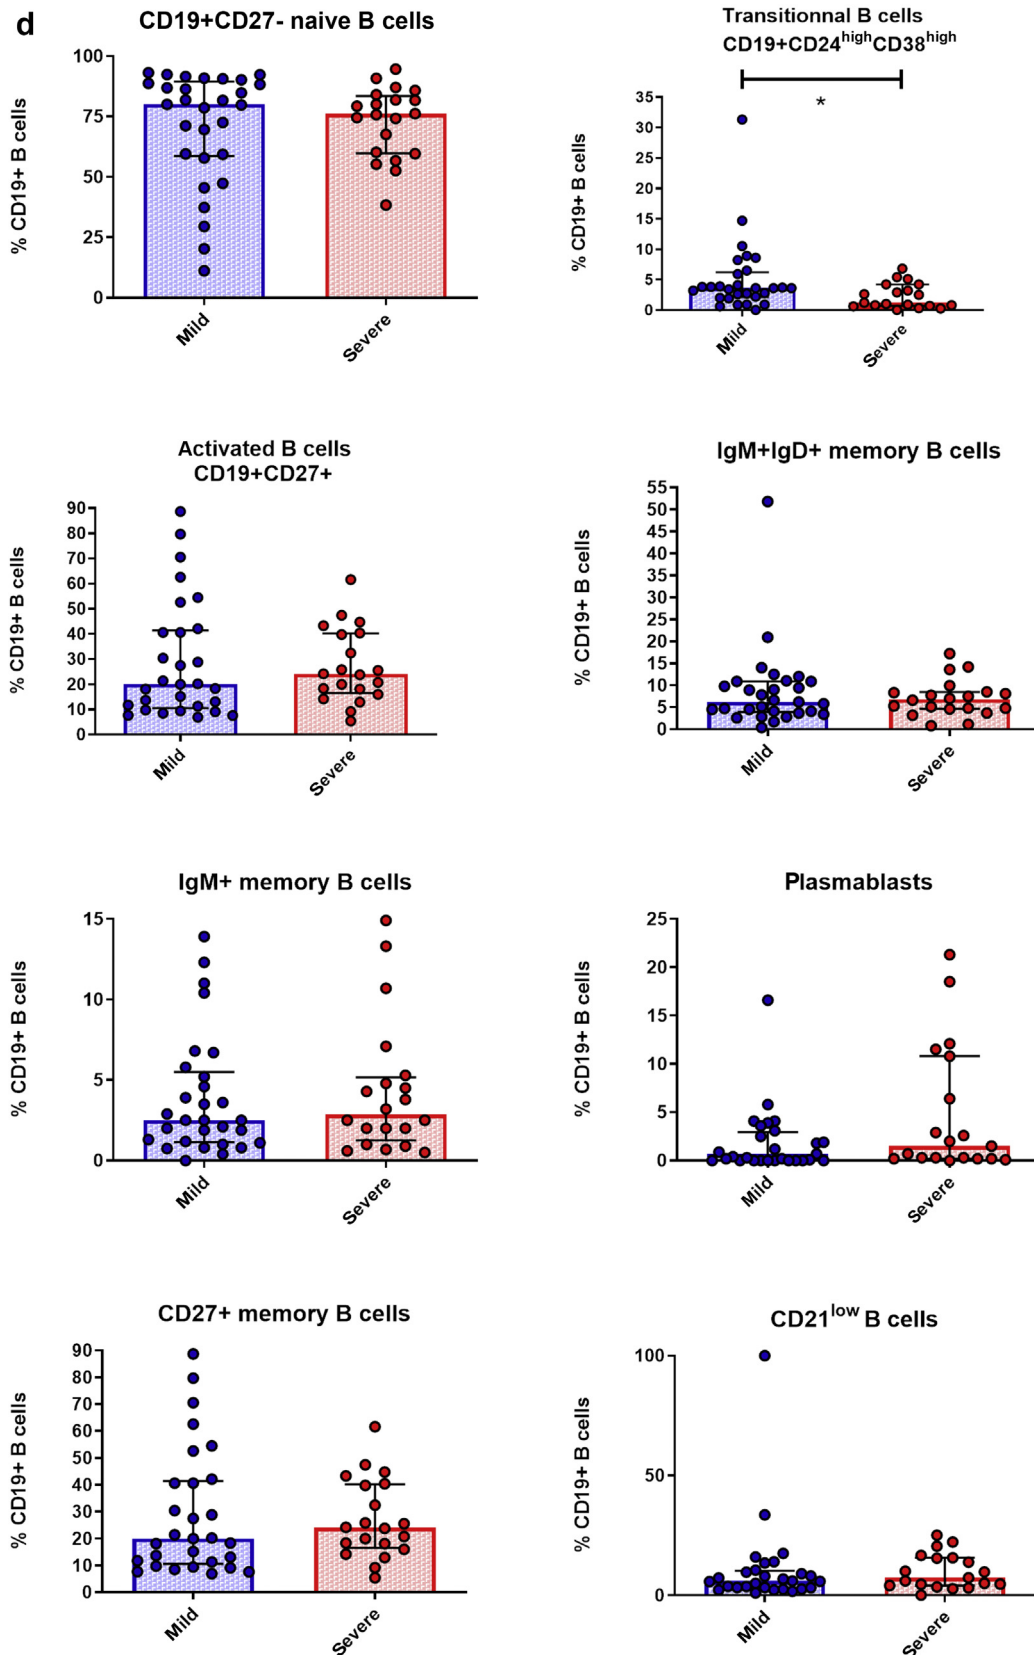 d
CD19+CD27- naive B cells
% CD19+ B cells
100
75
50
25
0
Mild
Severe
Transitionnal B cells
CD19+CD24highCD38high
*
% CD19+ B cells
35
30
25
20
15
10
5
0
Mild
Severe
Activated B cells
CD19+CD27+
% CD19+ B cells
90
80
70
60
50
40
30
20
10
0
Mild
Severe
IgM+IgD+ memory B cells
% CD19+ B cells
55
50
45
40
35
30
25
20
15
10
5
0
Mild
Severe
IgM+ memory B cells
% CD19+ B cells
15
10
5
0
Mild
Severe
Plasmablasts
% CD19+ B cells
25
20
15
10
5
0
Mild
Severe
CD27+ memory B cells
% CD19+ B cells
90
80
70
60
50
40
30
20
10
0
Mild
Severe
CD21low B cells
% CD19+ B cells
100
50
0
Mild
Severe